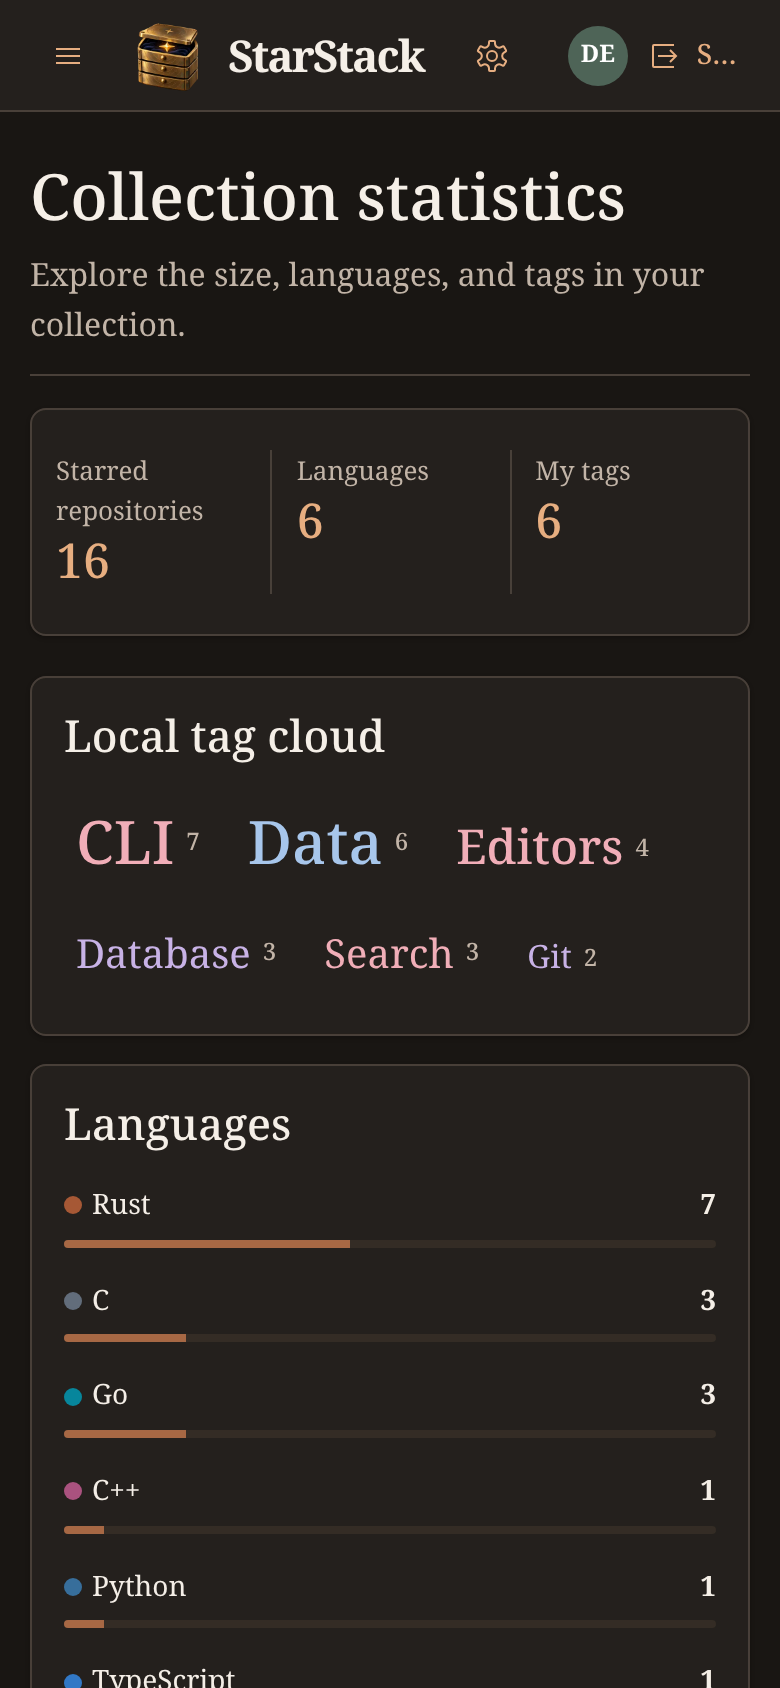 StarStack
DE
S...
Collection statistics
Explore the size, languages, and tags in your
collection.
Starred
repositories
16
Languages
6
My tags
6
Local tag cloud
CLI 7
Data 6
Editors 4
Database 3
Search 3
Git 2
Languages
Rust 7
C 3
Go 3
C++ 1
Python 1
TypeScript 1